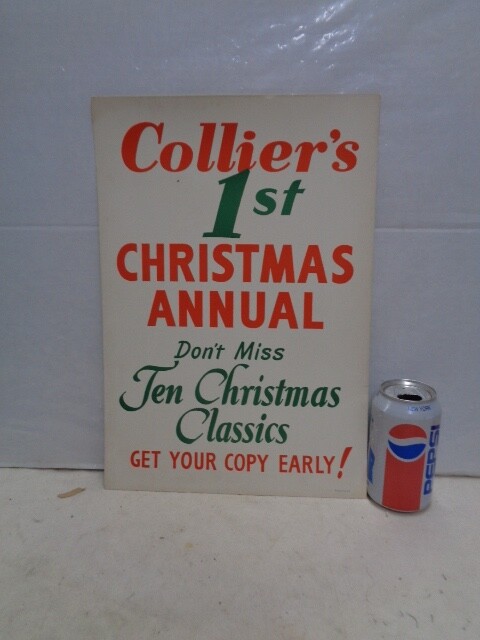 Collier's
1st
CHRISTMAS
ANNUAL
Don't Miss
Ten Christmas
Classics
GET YOUR COPY EARLY!
PEPSI